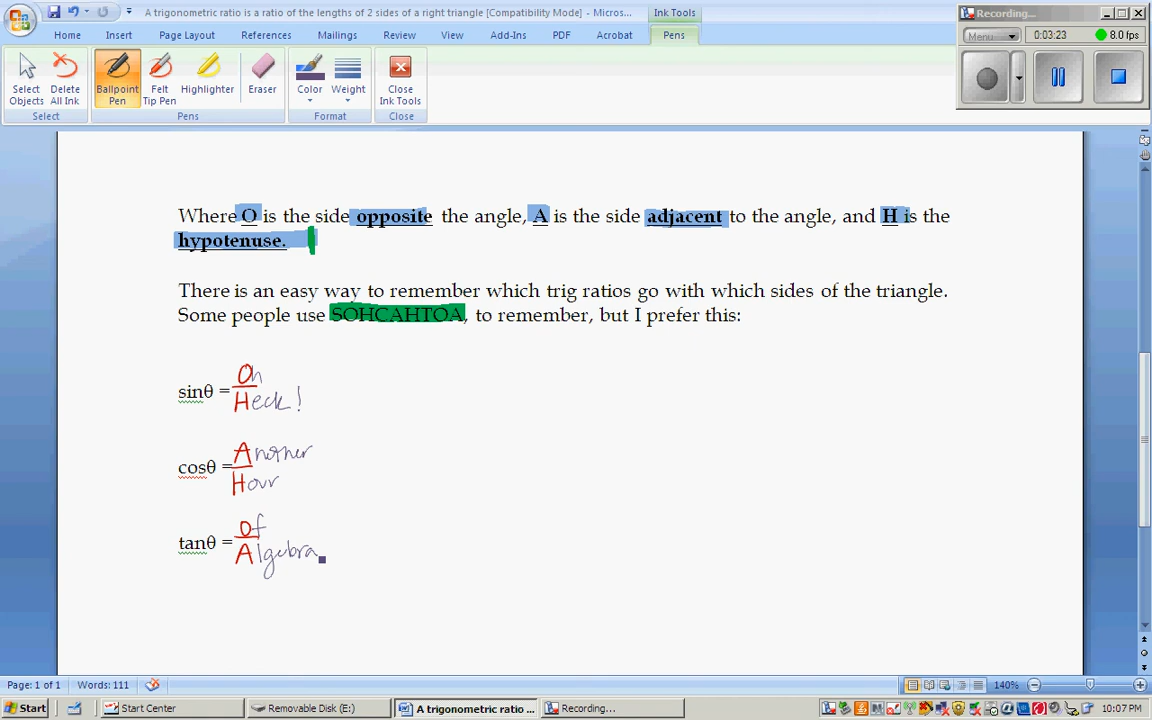 A trigonometric ratio is a ratio of the lengths of 2 sides of a right triangle [Compatibility Mode] - Micros...
Ink Tools
Recording...
Home Insert Page Layout References Mailings Review View Add-Ins PDF Acrobat Pens
Menu 0:03:23 8.0 fps
Select Objects
Delete All Ink
Ballpoint Pen
Felt Tip Pen
Highlighter
Eraser
Color
Weight
Close Ink Tools
Select Pens Format Close
Where O is the side opposite the angle, A is the side adjacent to the angle, and H is the
hypotenuse.
There is an easy way to remember which trig ratios go with which sides of the triangle.
Some people use SOHCAHTOA, to remember, but I prefer this:
sinθ = Oh
Heck!
cosθ = Another
Hour
tanθ = Of
Algebra
Page: 1 of 1 Words: 111 140%
Start Start Center Removable Disk (E:) A trigonometric ratio ... Recording... 10:07 PM